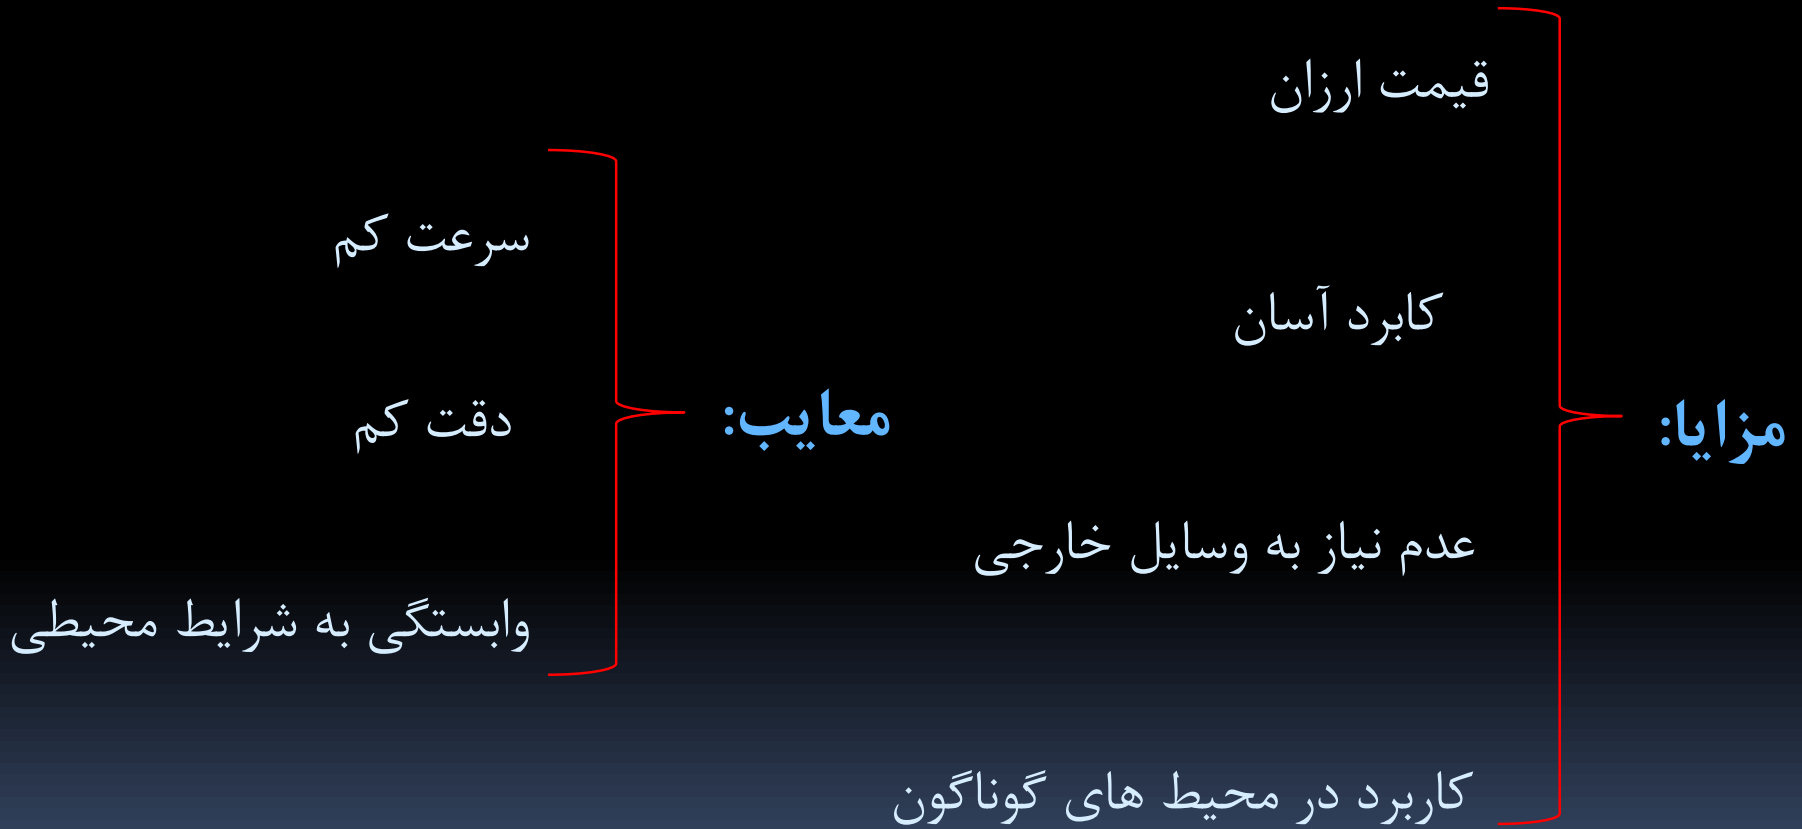 مزایا:
قیمت ارزان
کابرد آسان
عدم نیاز به وسایل خارجی
کاربرد در محیط های گوناگون
معایب:
سرعت کم
دقت کم
وابستگی به شرایط محیطی